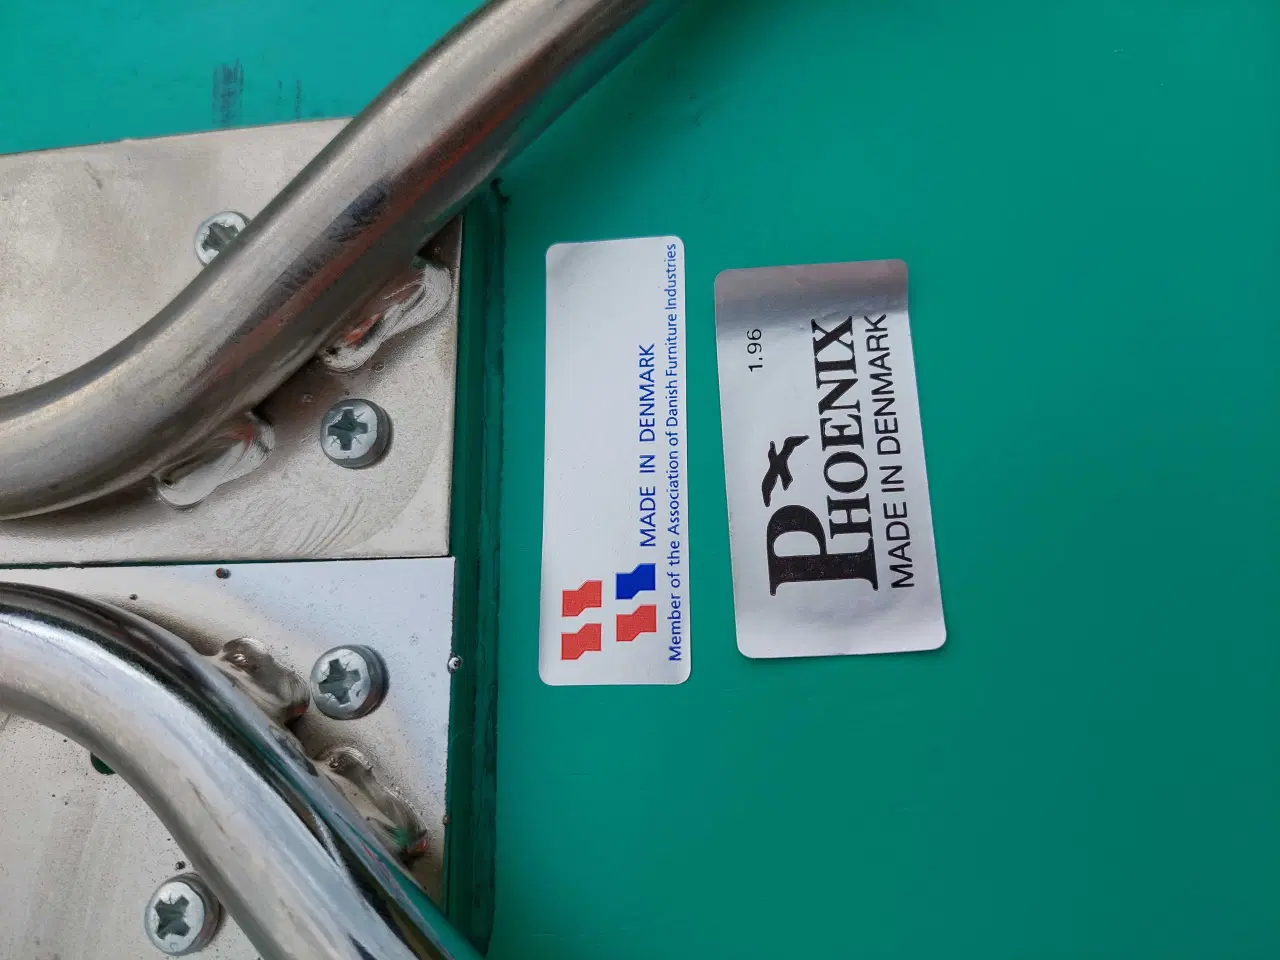 MADE IN DENMARK
Member of the Association of Danish Furniture Industries
1.96
PHOENIX
MADE IN DENMARK